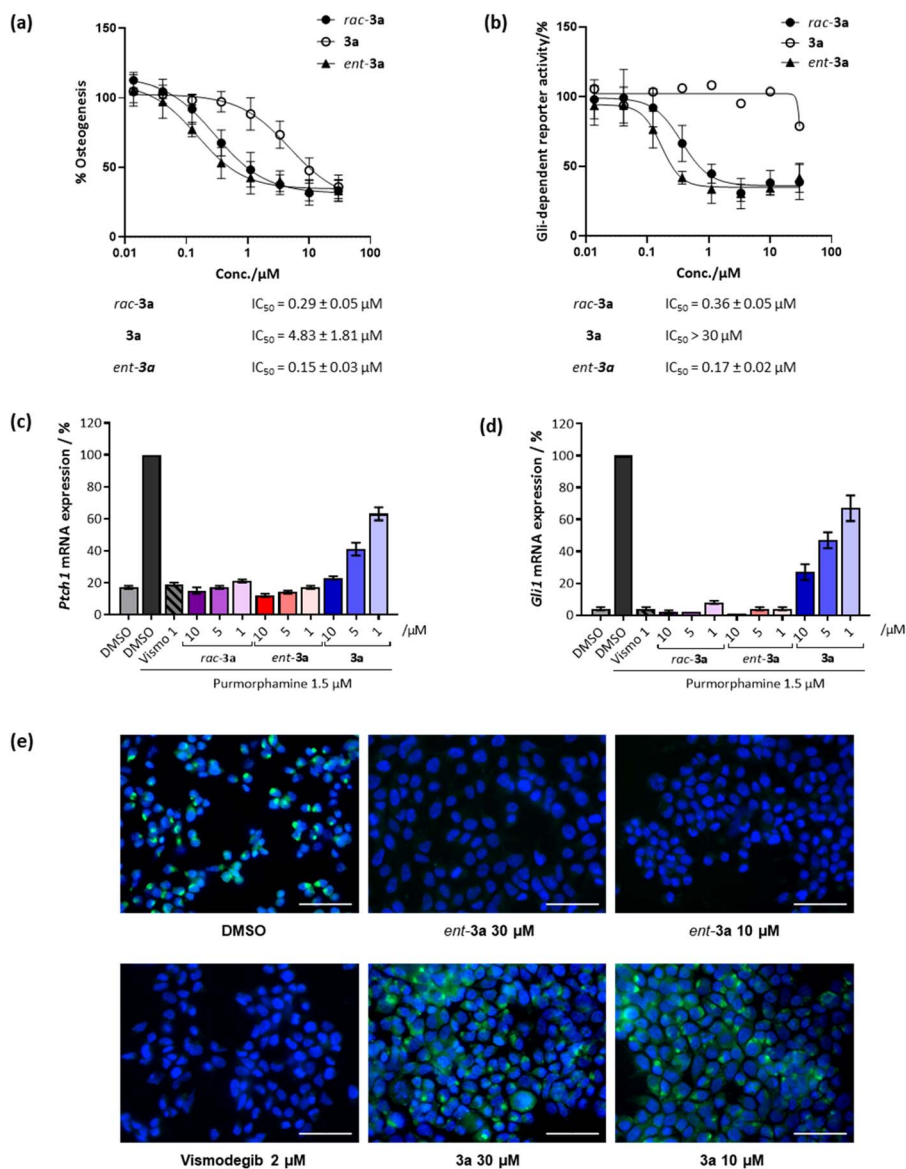 (a)
rac-3a
3a
ent-3a
150
100
50
0
% Osteogenesis
0.01 0.1 1 10 100
Conc./µM
rac-3a IC50 = 0.29 ± 0.05 µM
3a IC50 = 4.83 ± 1.81 µM
ent-3a IC50 = 0.15 ± 0.03 µM
(b)
rac-3a
3a
ent-3a
150
100
50
0
Gli-dependent reporter activity/%
0.01 0.1 1 10 100
Conc./µM
rac-3a IC50 = 0.36 ± 0.05 µM
3a IC50 > 30 µM
ent-3a IC50 = 0.17 ± 0.02 µM
(c)
120
100
80
60
40
20
0
Ptch1 mRNA expression / %
DMSO DMSO Vismo 1 10 5 1 10 5 1 10 5 1 /µM
rac-3a ent-3a 3a
Purmorphamine 1.5 µM
(d)
120
100
80
60
40
20
0
Gli1 mRNA expression / %
DMSO DMSO Vismo 1 10 5 1 10 5 1 10 5 1 /µM
rac-3a ent-3a 3a
Purmorphamine 1.5 µM
(e)
DMSO ent-3a 30 µM ent-3a 10 µM
Vismodegib 2 µM 3a 30 µM 3a 10 µM